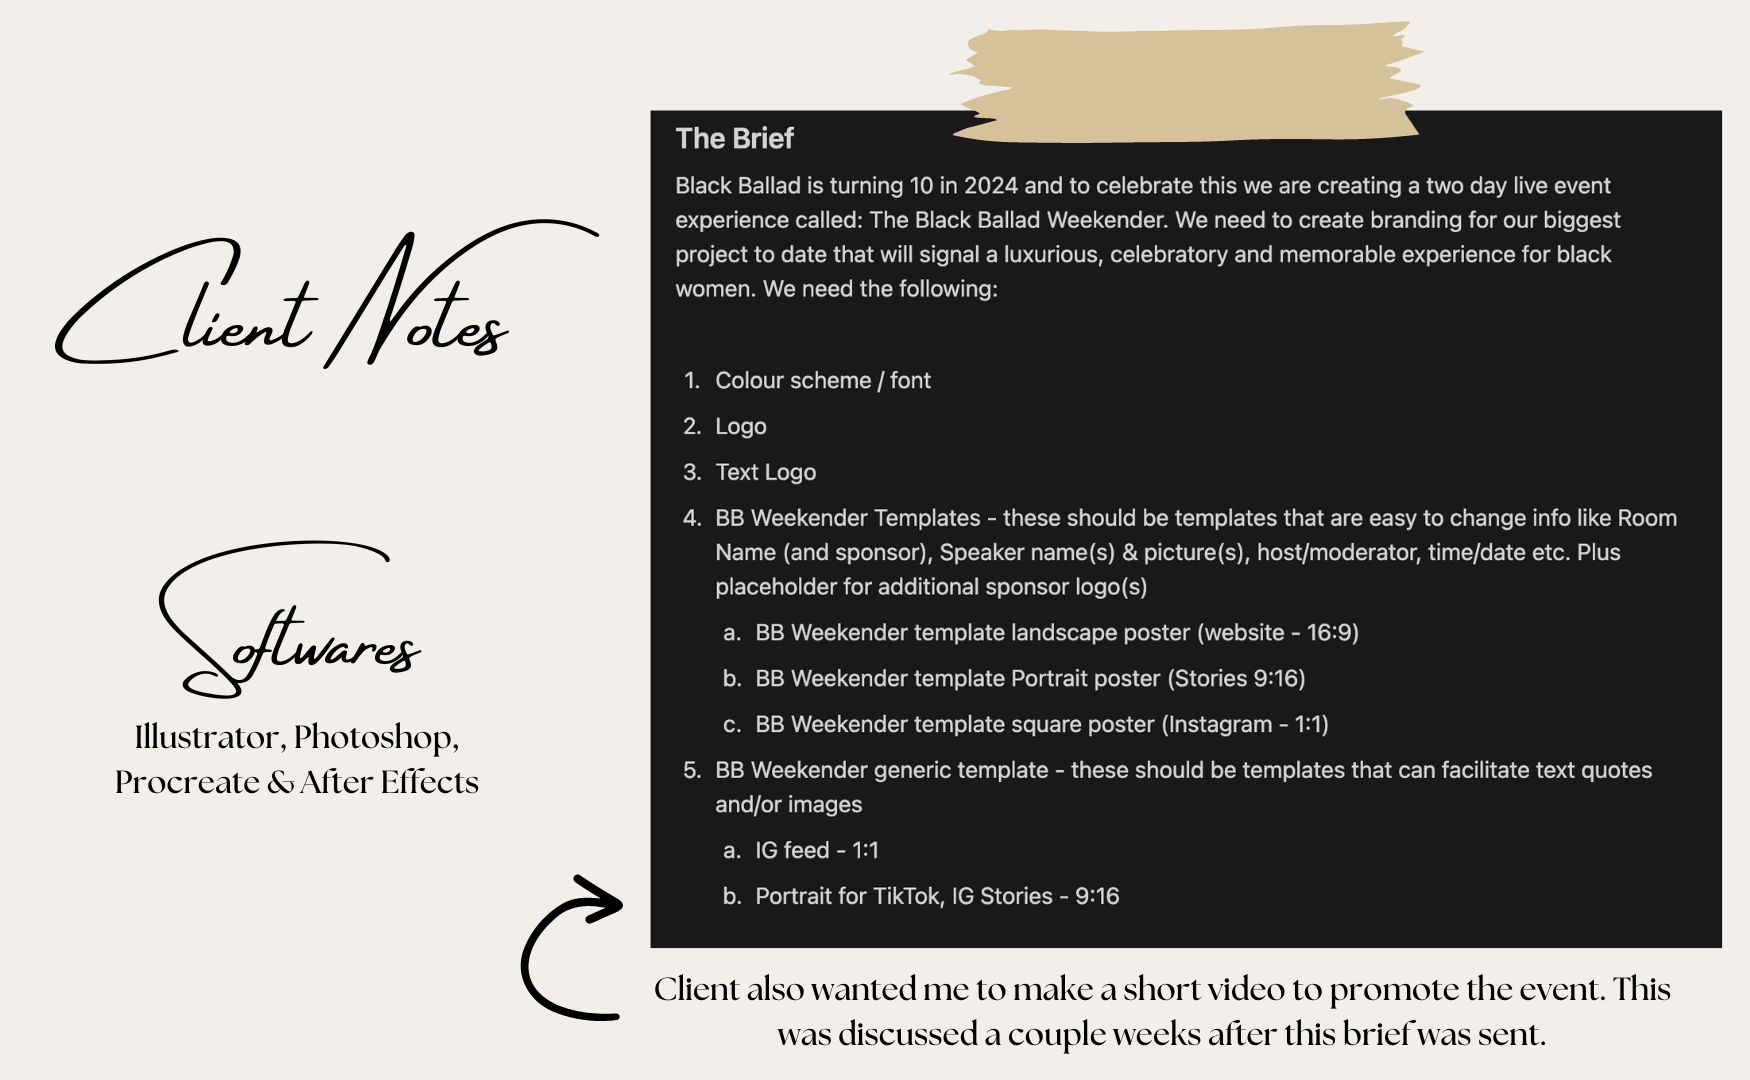 Client Notes
Softwares
Illustrator, Photoshop,
Procreate & After Effects
The Brief
Black Ballad is turning 10 in 2024 and to celebrate this we are creating a two day live event
experience called: The Black Ballad Weekender. We need to create branding for our biggest
project to date that will signal a luxurious, celebratory and memorable experience for black
women. We need the following:
1. Colour scheme / font
2. Logo
3. Text Logo
4. BB Weekender Templates - these should be templates that are easy to change info like Room
Name (and sponsor), Speaker name(s) & picture(s), host/moderator, time/date etc. Plus
placeholder for additional sponsor logo(s)
a. BB Weekender template landscape poster (website - 16:9)
b. BB Weekender template Portrait poster (Stories 9:16)
c. BB Weekender template square poster (Instagram - 1:1)
5. BB Weekender generic template - these should be templates that can facilitate text quotes
and/or images
a. IG feed - 1:1
b. Portrait for TikTok, IG Stories - 9:16
Client also wanted me to make a short video to promote the event. This
was discussed a couple weeks after this brief was sent.